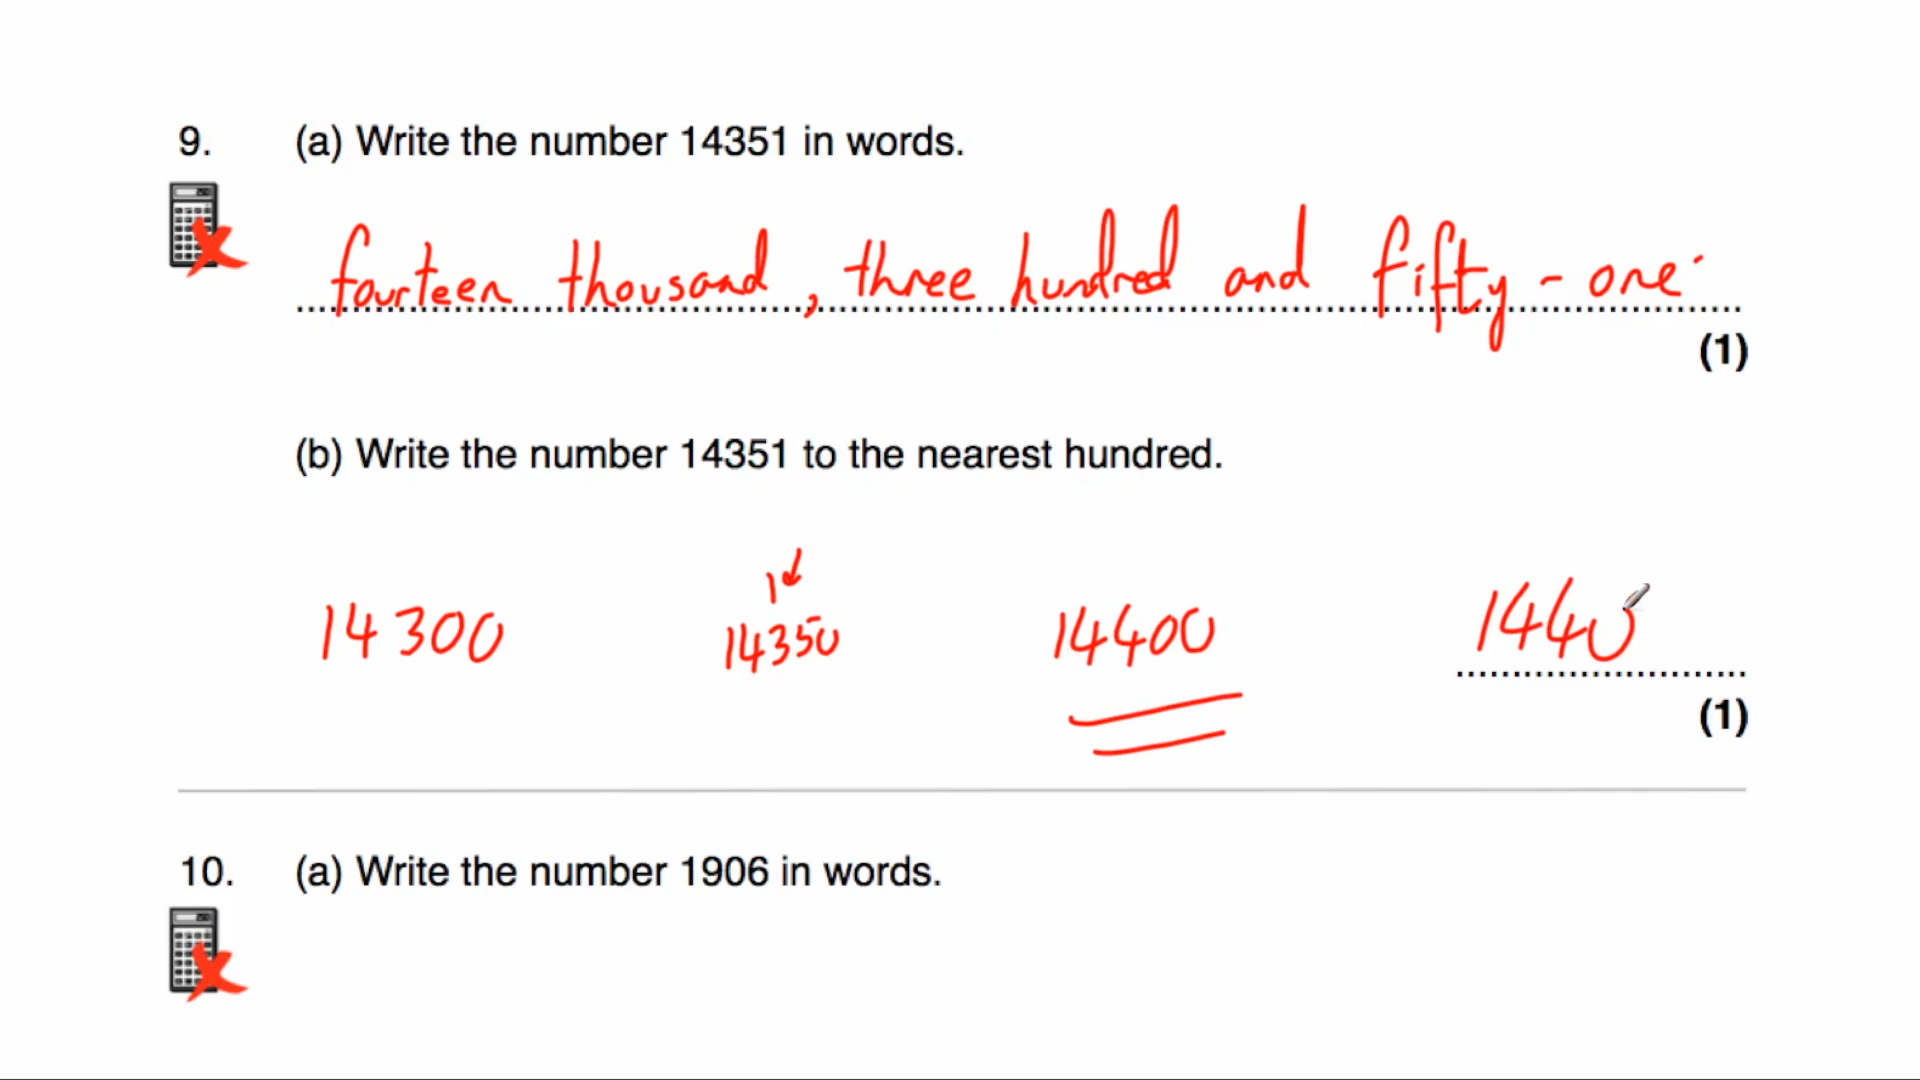 9. (a) Write the number 14351 in words.
fourteen thousand, three hundred and fifty-one.
(1)
(b) Write the number 14351 to the nearest hundred.
14300 14350 14400 1440
(1)
10. (a) Write the number 1906 in words.